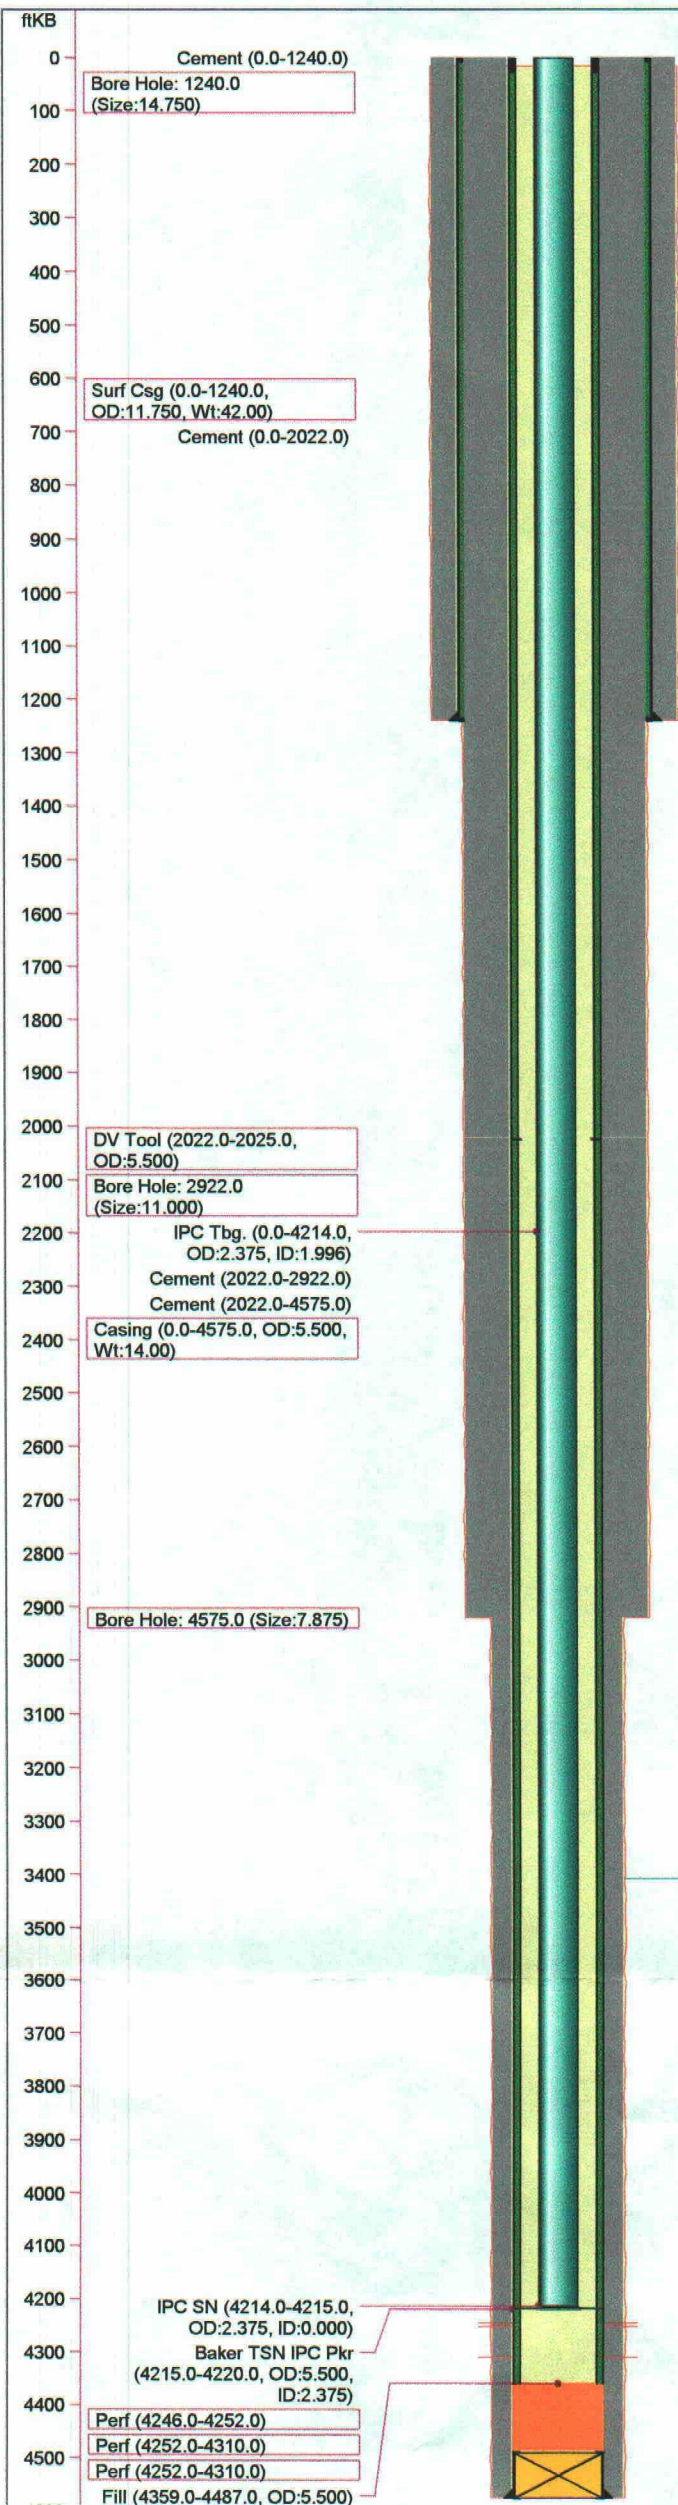 ftKB
0
Cement (0.0-1240.0)
Bore Hole: 1240.0
(Size:14.750)
100
200
300
400
500
600
Surf Csg (0.0-1240.0,
OD:11.750, Wt:42.00)
700
Cement (0.0-2022.0)
800
900
1000
1100
1200
1300
1400
1500
1600
1700
1800
1900
2000
DV Tool (2022.0-2025.0,
OD:5.500)
2100
Bore Hole: 2922.0
(Size:11.000)
2200
IPC Tbg. (0.0-4214.0,
OD:2.375, ID:1.996)
2300
Cement (2022.0-2922.0)
Cement (2022.0-4575.0)
2400
Casing (0.0-4575.0, OD:5.500,
Wt:14.00)
2500
2600
2700
2800
2900
Bore Hole: 4575.0 (Size:7.875)
3000
3100
3200
3300
3400
3500
3600
3700
3800
3900
4000
4100
4200
IPC SN (4214.0-4215.0,
OD:2.375, ID:0.000)
4300
Baker TSN IPC Pkr
(4215.0-4220.0, OD:5.500,
ID:2.375)
4400
Perf (4246.0-4252.0)
Perf (4252.0-4310.0)
4500
Perf (4252.0-4310.0)
Fill (4359.0-4487.0, OD:5.500)